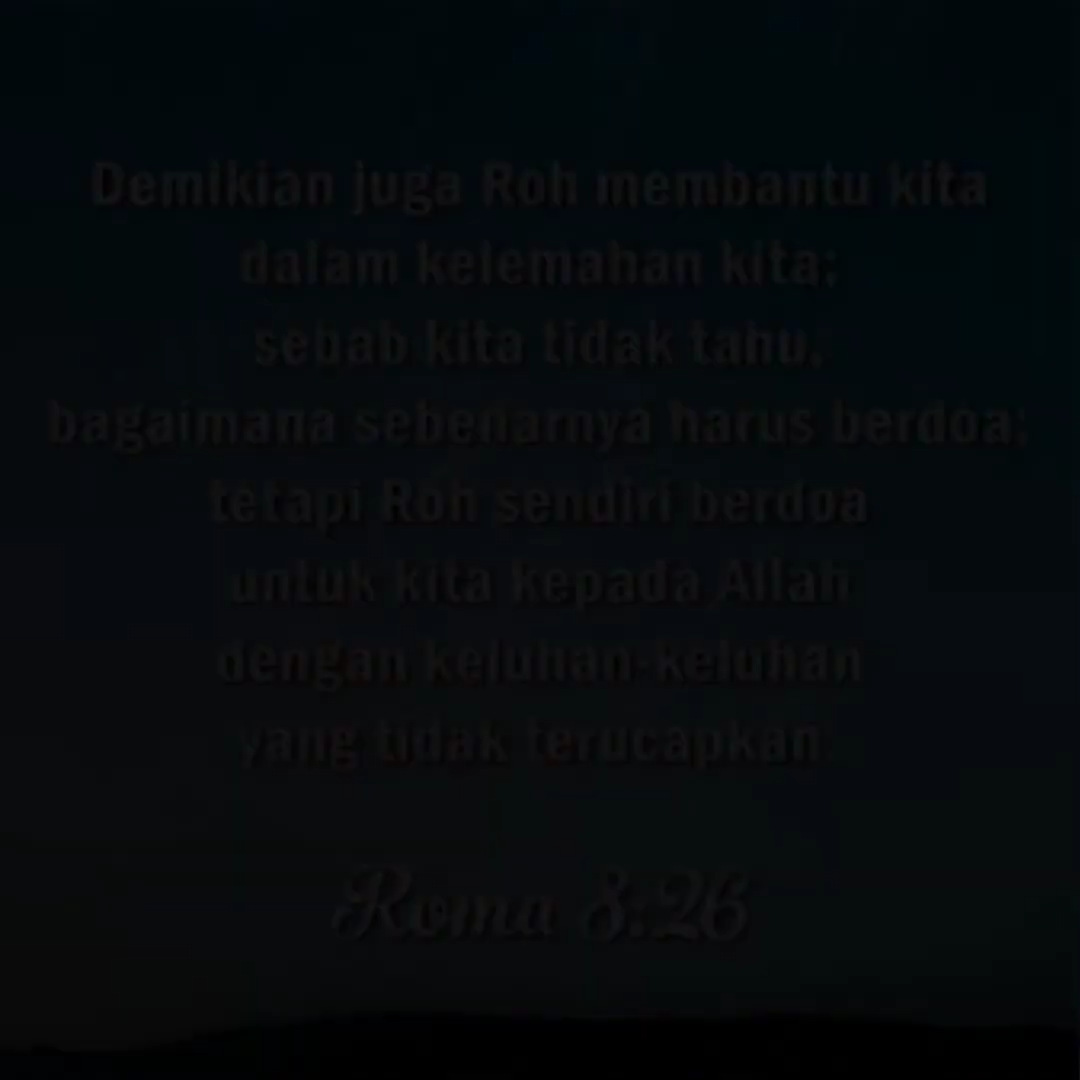 Demikian juga Roh membantu kita
dalam kelemahan kita;
sebab kita tidak tahu,
bagaimana sebenarnya harus berdoa;
tetapi Roh sendiri berdoa
untuk kita kepada Allah
dengan keluhan-keluhan
yang tidak terucapkan
Roma 8:26